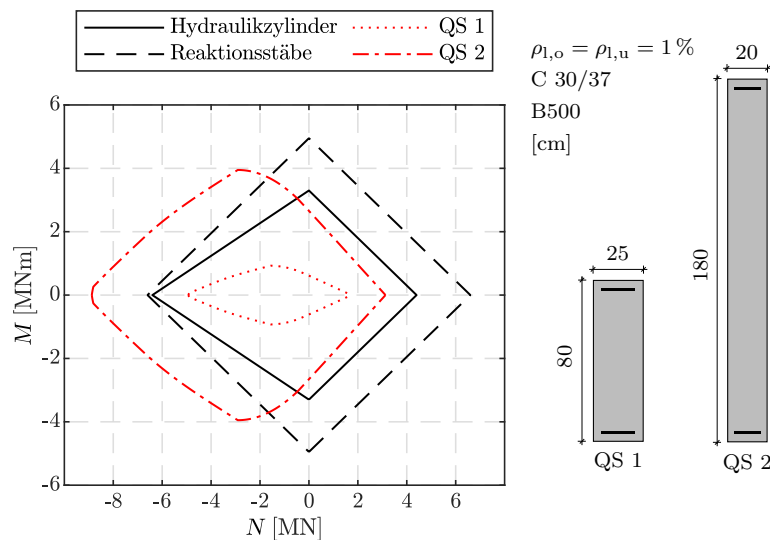 Hydraulikzylinder
Reaktionsstäbe
QS 1
QS 2
ρl,o = ρl,u = 1 %
C 30/37
B500
[cm]
M [MNm]
6
4
2
0
-2
-4
-6
-8 -6 -4 -2 0 2 4 6
N [MN]
25
80
QS 1
20
180
QS 2